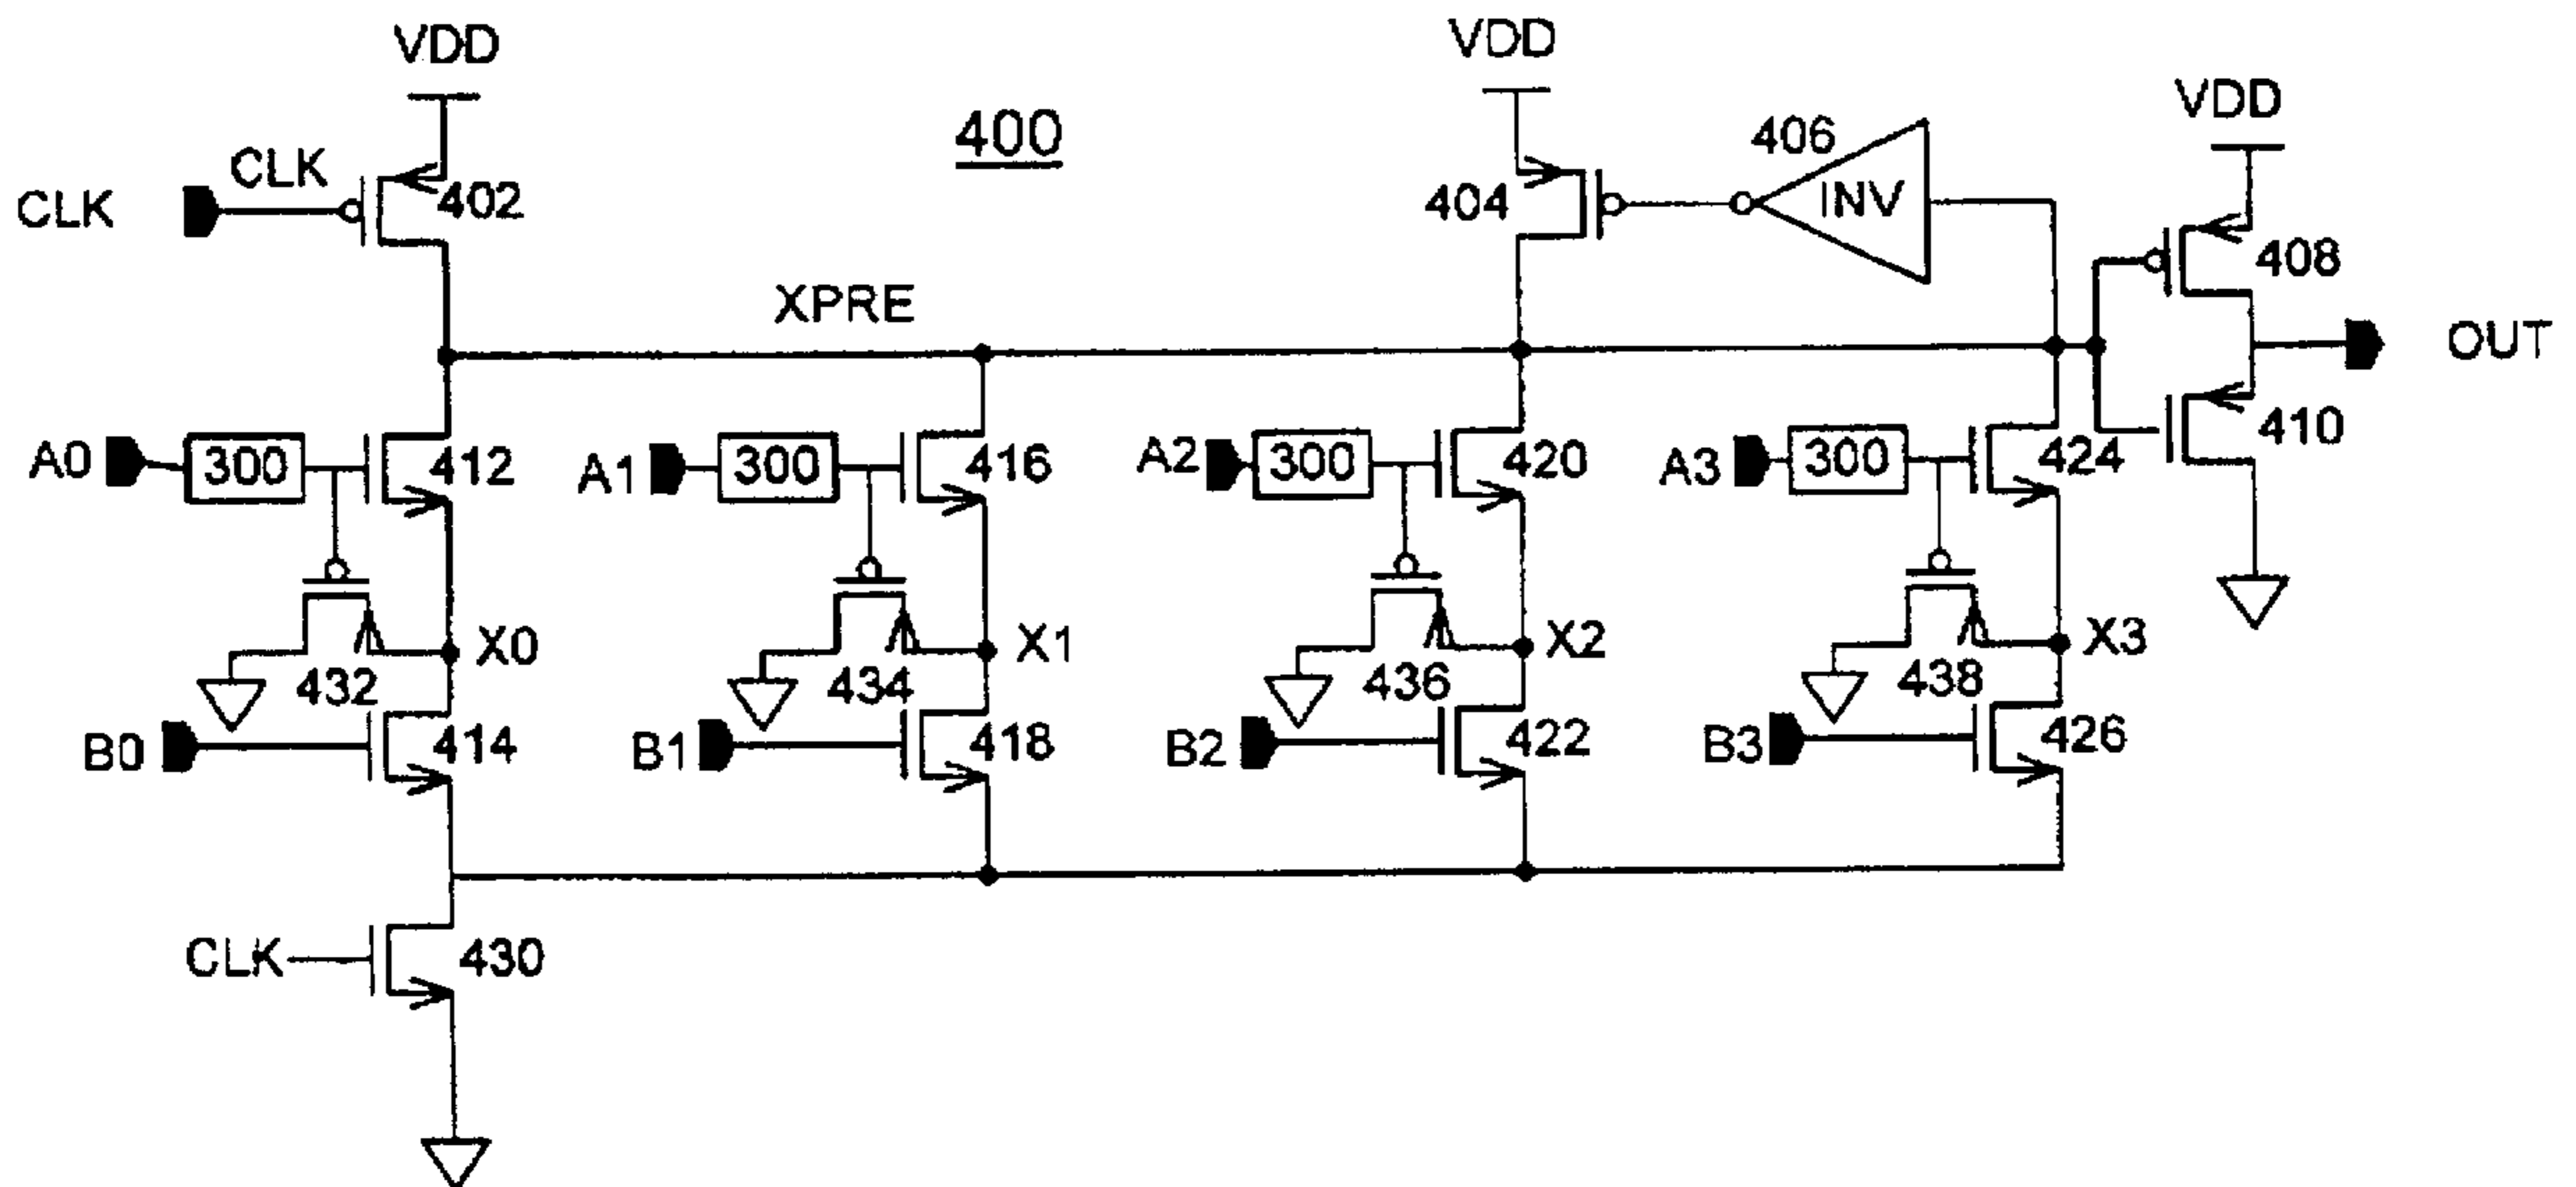 VDD
VDD
VDD
400
406
CLK
CLK
402
404
INV
408
XPRE
OUT
A0
300
412
A1
300
416
A2
300
420
A3
300
424
410
X0
X1
X2
X3
432
434
436
438
B0
414
B1
418
B2
422
B3
426
CLK
430